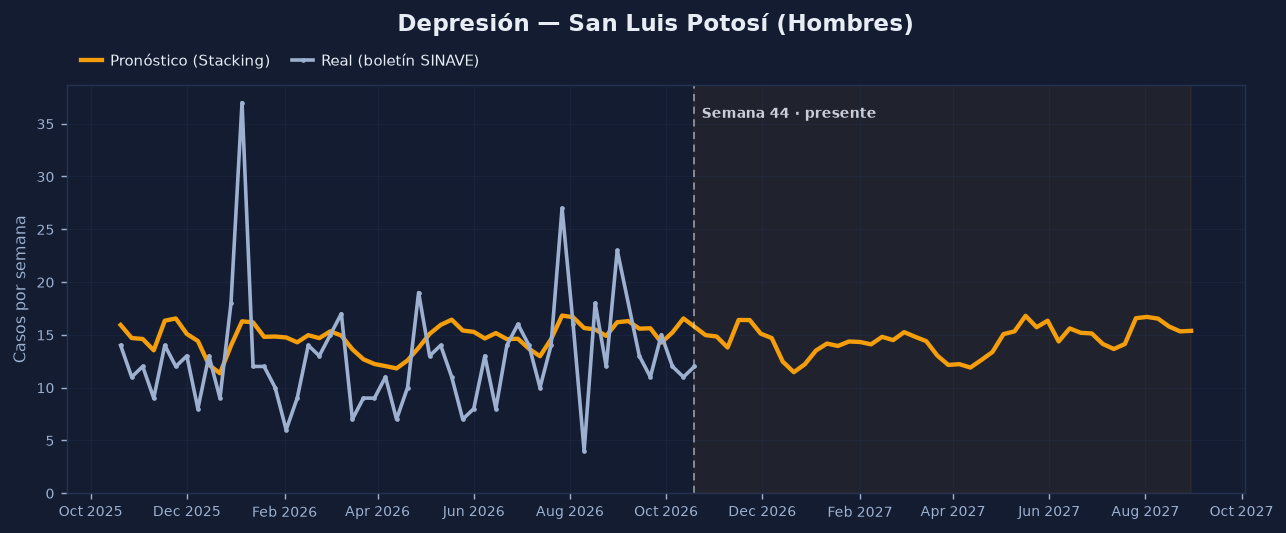 Depresión — San Luis Potosí (Hombres)
Pronóstico (Stacking)
Real (boletín SINAVE)
Semana 44 · presente
Casos por semana
35
30
25
20
15
10
5
0
Oct 2025
Dec 2025
Feb 2026
Apr 2026
Jun 2026
Aug 2026
Oct 2026
Dec 2026
Feb 2027
Apr 2027
Jun 2027
Aug 2027
Oct 2027